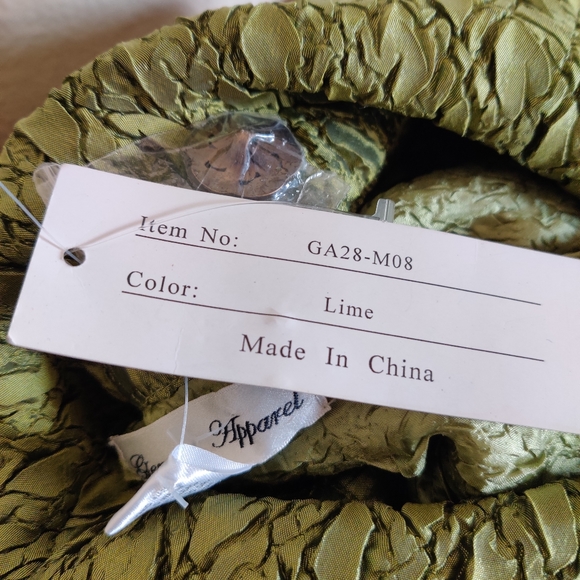 Item No: GA28-M08
Color: Lime
Made In China
Apparel